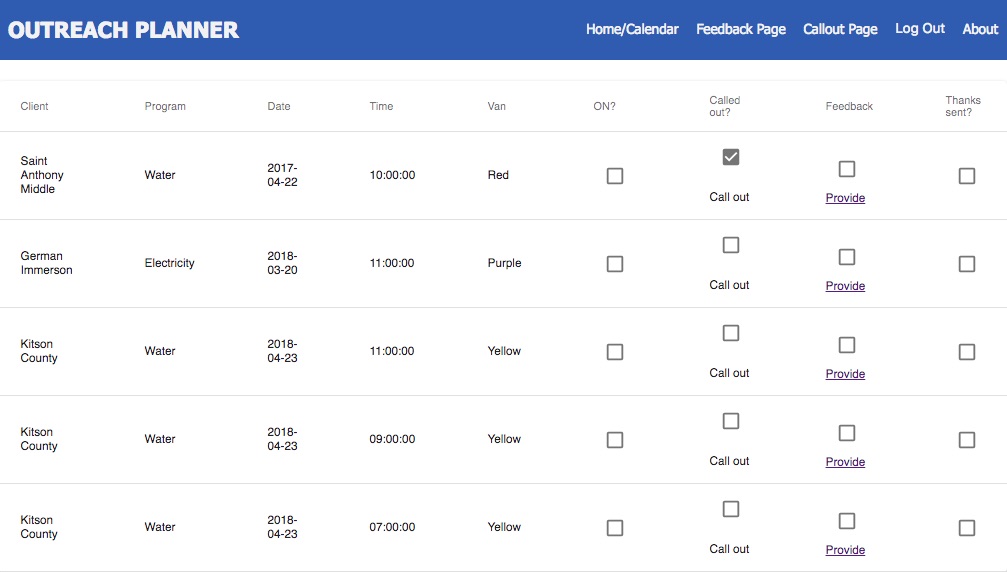 OUTREACH PLANNER Home/Calendar Feedback Page Callout Page Log Out About
Client Program Date Time Van ON? Called out? Feedback Thanks sent?
Saint Anthony Middle Water 2017-04-22 10:00:00 Red Call out Provide
German Immerson Electricity 2018-03-20 11:00:00 Purple Call out Provide
Kitson County Water 2018-04-23 11:00:00 Yellow Call out Provide
Kitson County Water 2018-04-23 09:00:00 Yellow Call out Provide
Kitson County Water 2018-04-23 07:00:00 Yellow Call out Provide